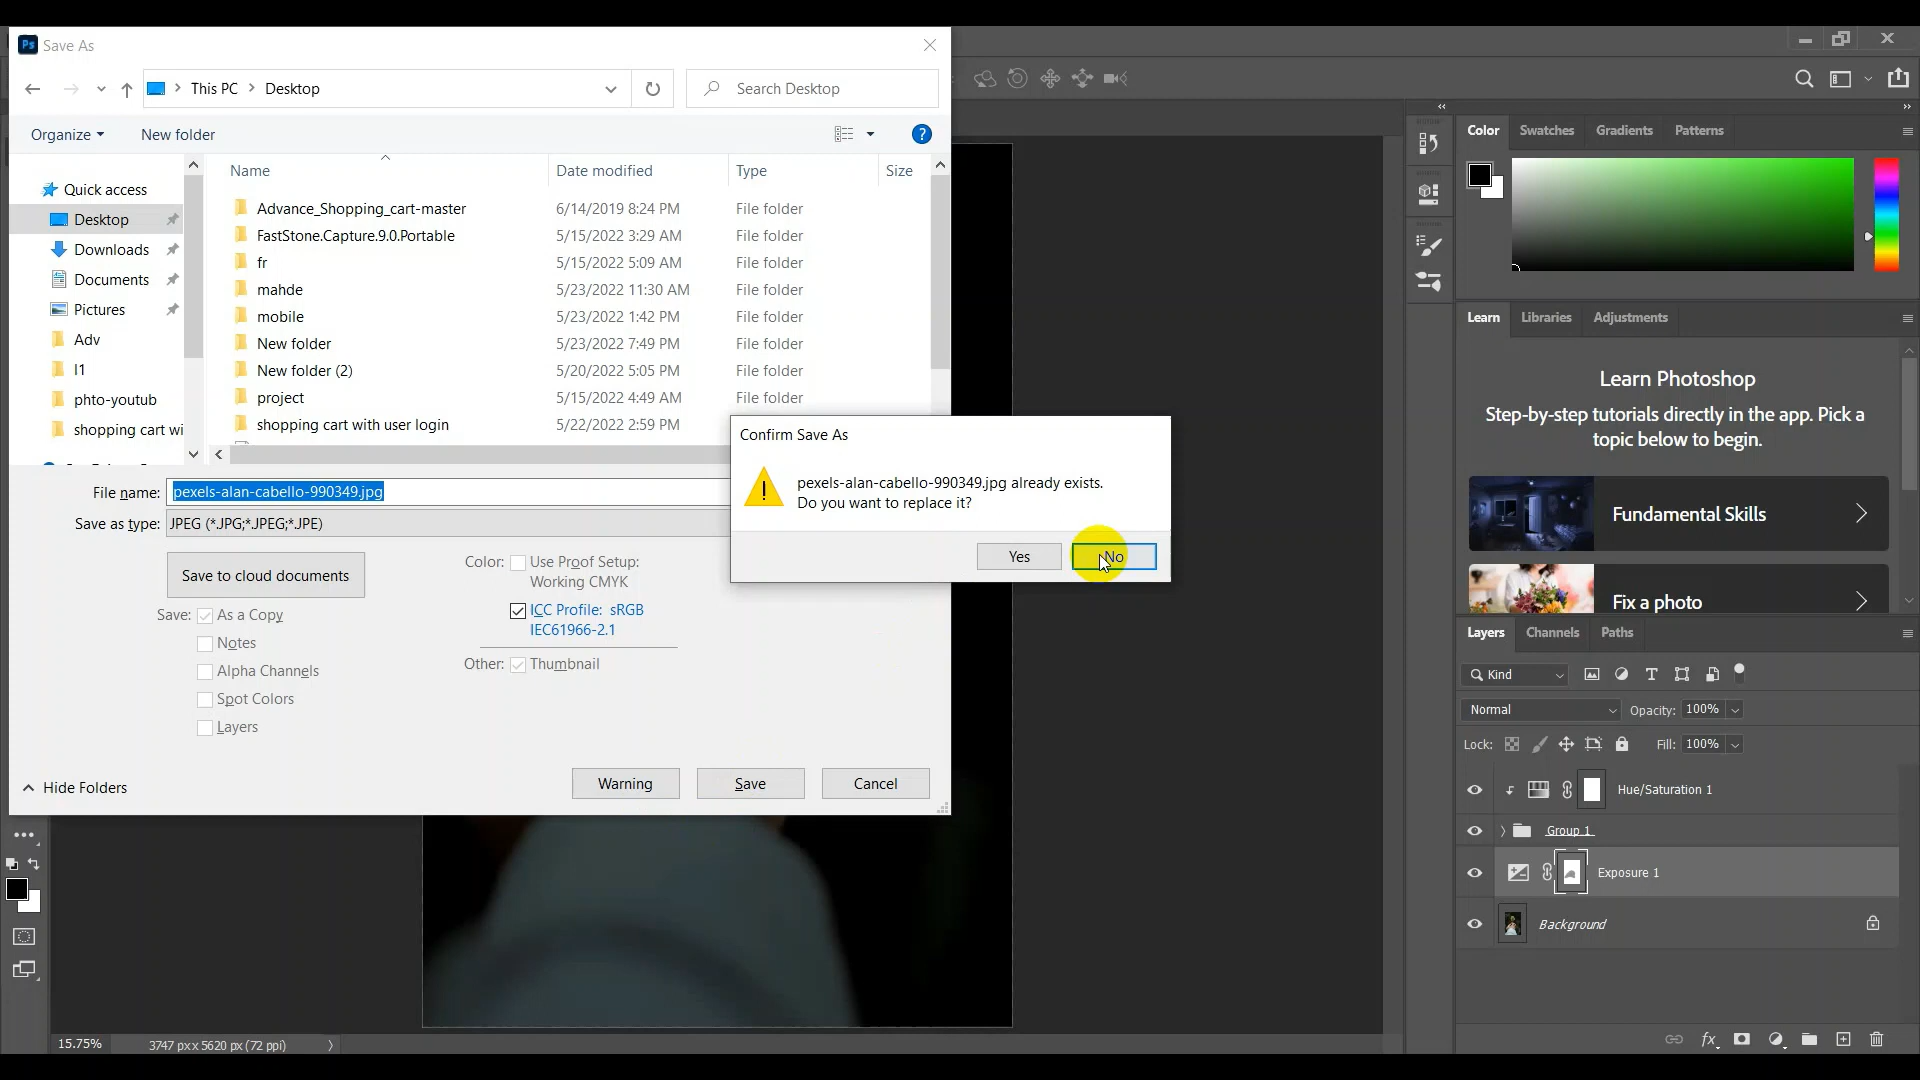 Ps Save As
This PC Desktop
Search Desktop
Organize New folder
?
Name Date modified Type Size
Quick access
Desktop
Downloads
Documents
Pictures
Adv
l1
phto-youtub
shopping cart wi
Advance_Shopping_cart-master 6/14/2019 8:24 PM File folder
FastStone.Capture.9.0.Portable 5/15/2022 3:29 AM File folder
fr 5/15/2022 5:09 AM File folder
mahde 5/23/2022 11:30 AM File folder
mobile 5/23/2022 1:42 PM File folder
New folder 5/23/2022 7:49 PM File folder
New folder (2) 5/20/2022 5:05 PM File folder
project 5/15/2022 4:49 AM File folder
shopping cart with user login 5/22/2022 2:59 PM File folder
File name: pexels-alan-cabello-990349.jpg
Save as type: JPEG (*.JPG;*.JPEG;*.JPE)
Save to cloud documents
Save: As a Copy
Notes
Alpha Channels
Spot Colors
Layers
Color: Use Proof Setup:
Working CMYK
ICC Profile: sRGB
IEC61966-2.1
Other: Thumbnail
Hide Folders
Warning Save Cancel
Confirm Save As
pexels-alan-cabello-990349.jpg already exists.
Do you want to replace it?
Yes No
Color Swatches Gradients Patterns
Learn Libraries Adjustments
Learn Photoshop
Step-by-step tutorials directly in the app. Pick a
topic below to begin.
Fundamental Skills
Fix a photo
Layers Channels Paths
Kind
Normal Opacity: 100%
Lock: Fill: 100%
Hue/Saturation 1
Group 1
Exposure 1
Background
fx
15.75% 3747 px x 5620 px (72 ppi)